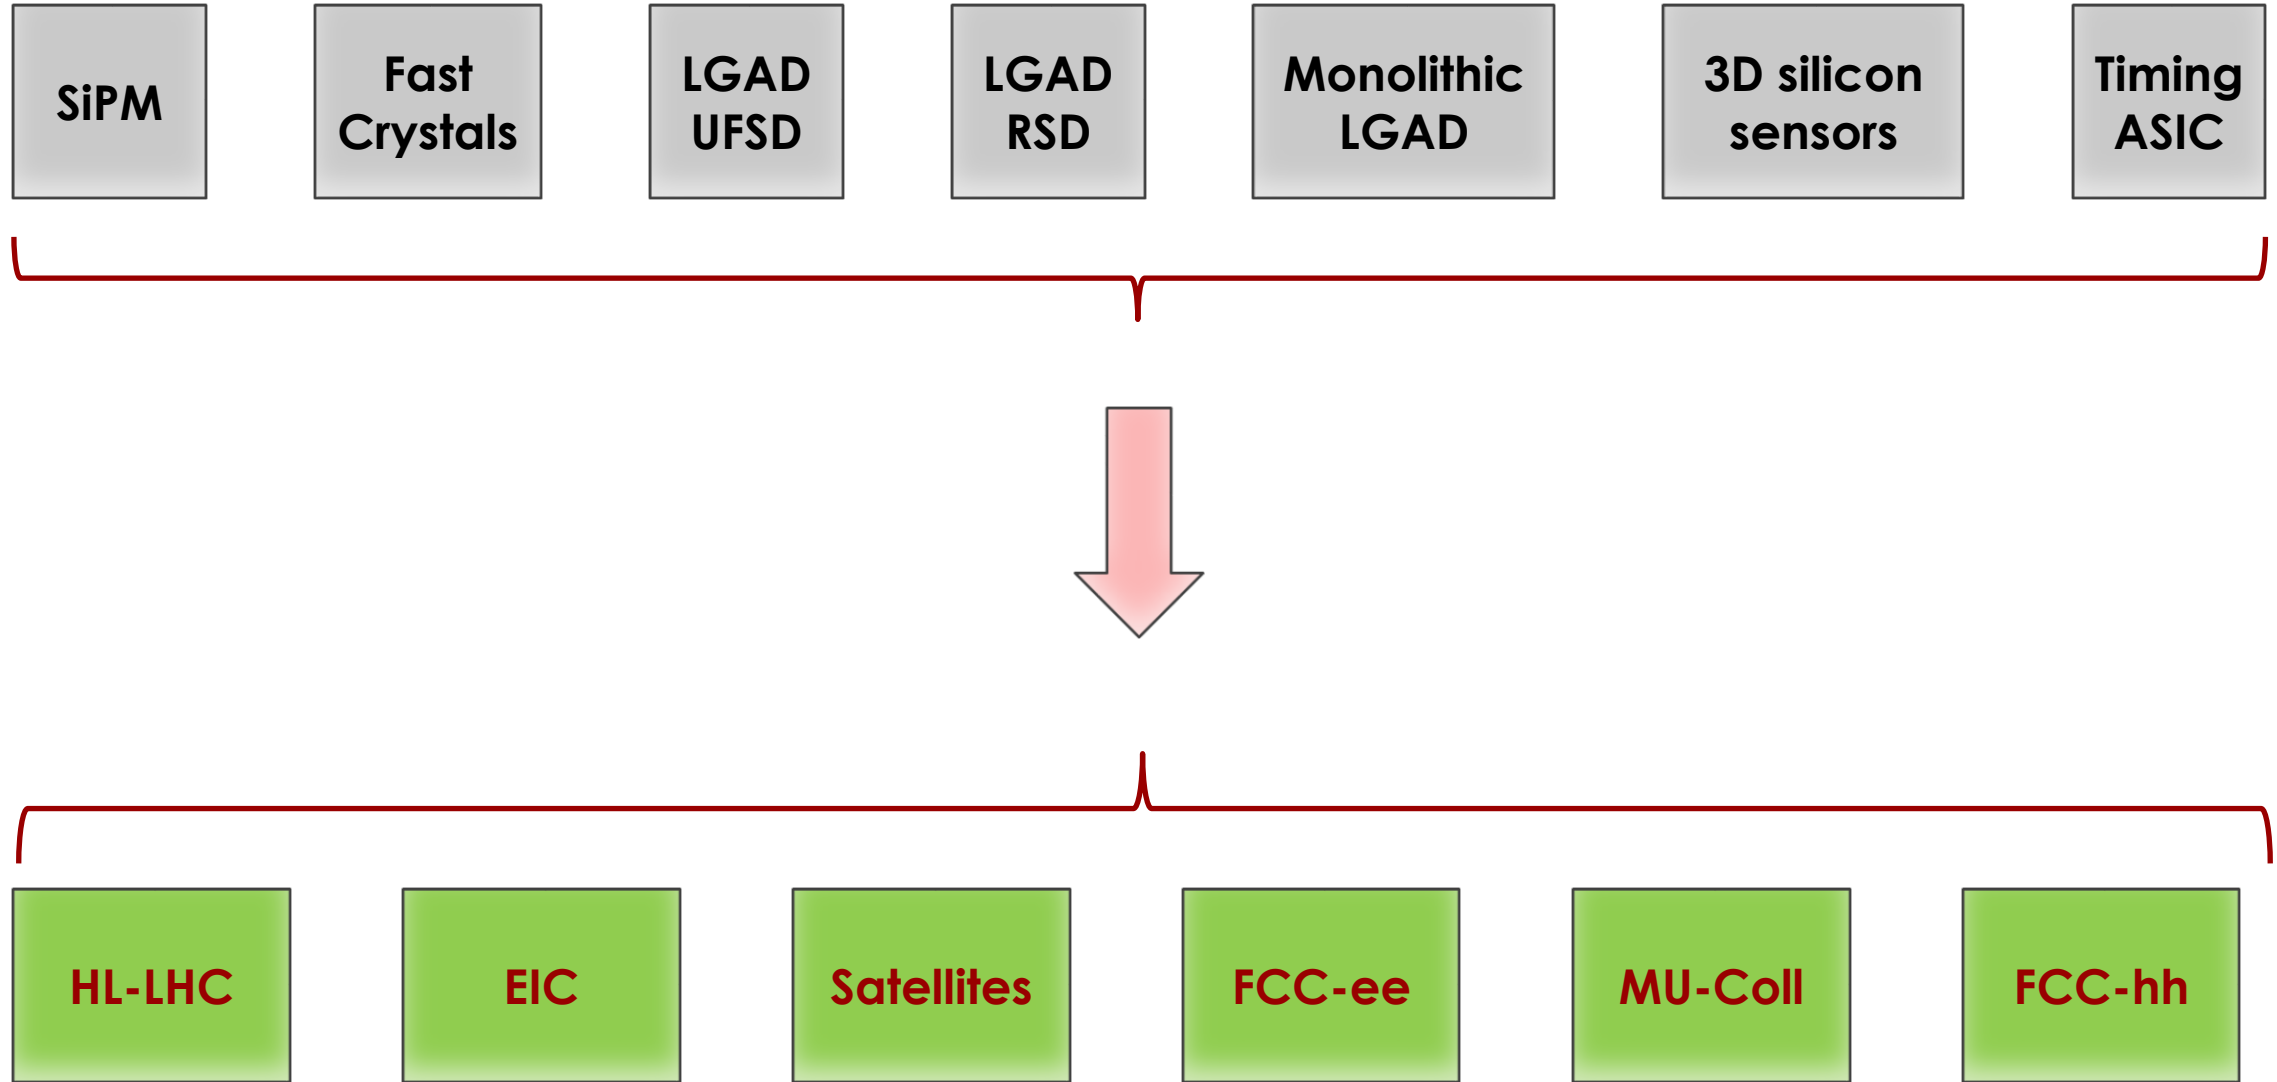 SiPM
Fast
Crystals
LGAD
UFSD
LGAD
RSD
Monolithic
LGAD
3D silicon
sensors
Timing
ASIC
HL-LHC
EIC
Satellites
FCC-ee
MU-Coll
FCC-hh